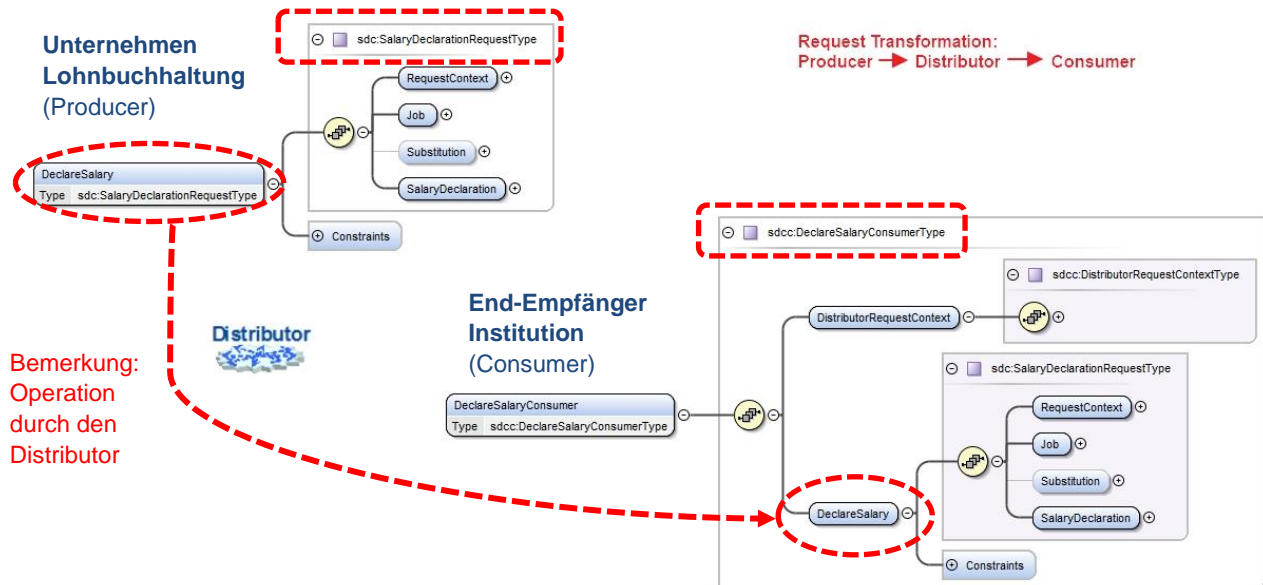 Unternehmen
Lohnbuchhaltung
(Producer)
sdc:SalaryDeclarationRequestType
RequestContext
Job
Substitution
SalaryDeclaration
DeclareSalary
Type sdc:SalaryDeclarationRequestType
Constraints
Request Transformation:
Producer Distributor Consumer
Distributor
Bemerkung:
Operation
durch den
Distributor
End-Empfänger
Institution
(Consumer)
DeclareSalaryConsumer
Type sdcc:DeclareSalaryConsumerType
sdcc:DeclareSalaryConsumerType
DistributorRequestContext
sdcc:DistributorRequestContextType
DeclareSalary
sdc:SalaryDeclarationRequestType
RequestContext
Job
Substitution
SalaryDeclaration
Constraints